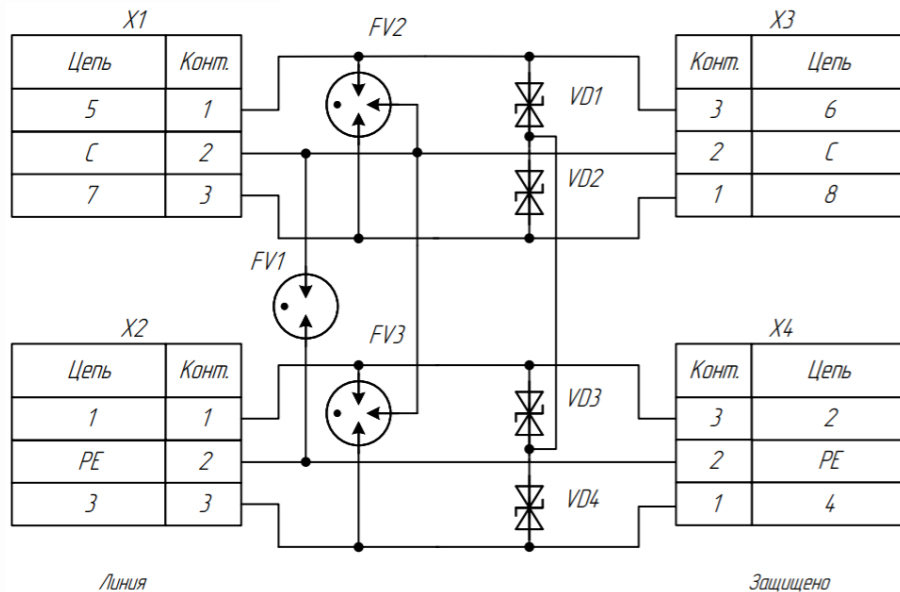 X1 FV2 X3
Цепь Конт. Конт. Цепь
5 1 VD1 3 6
С 2 2 С
7 3 VD2 1 8
FV1
X2 FV3 X4
Цепь Конт. Конт. Цепь
1 1 VD3 3 2
PE 2 2 PE
3 3 VD4 1 4
Линия Защищено